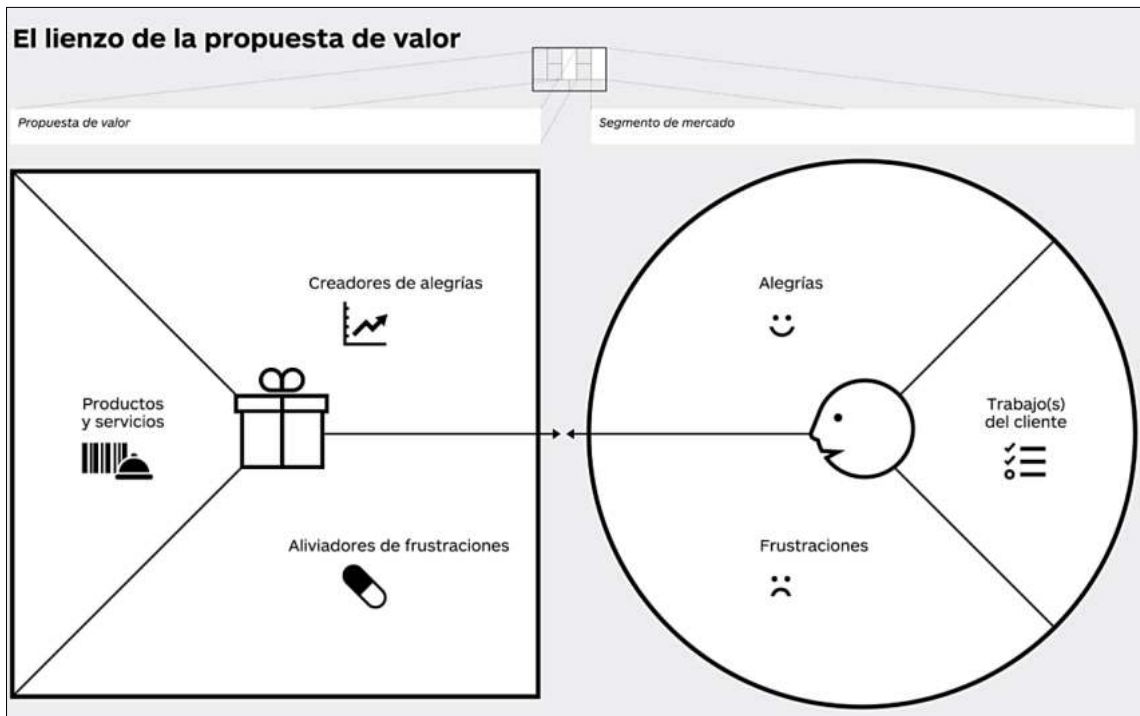 El lienzo de la propuesta de valor
Propuesta de valor
Segmento de mercado
Creadores de alegrías
Alegrías
Productos
y servicios
Trabajo(s)
del cliente
Aliviadores de frustraciones
Frustraciones